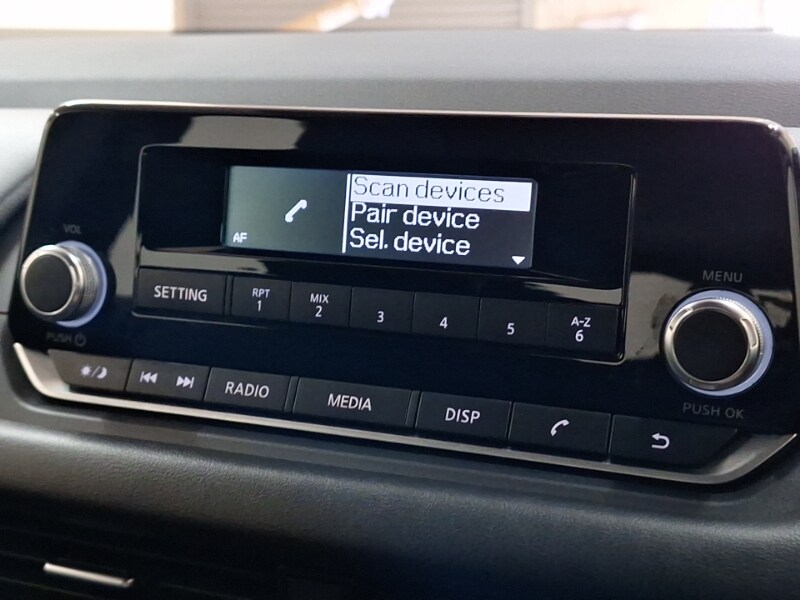 Scan devices
Pair device
Sel. device
AF
VOL
PUSH
SETTING
RPT
1
MIX
2
3
4
5
A-Z
6
MENU
PUSH OK
RADIO
MEDIA
DISP